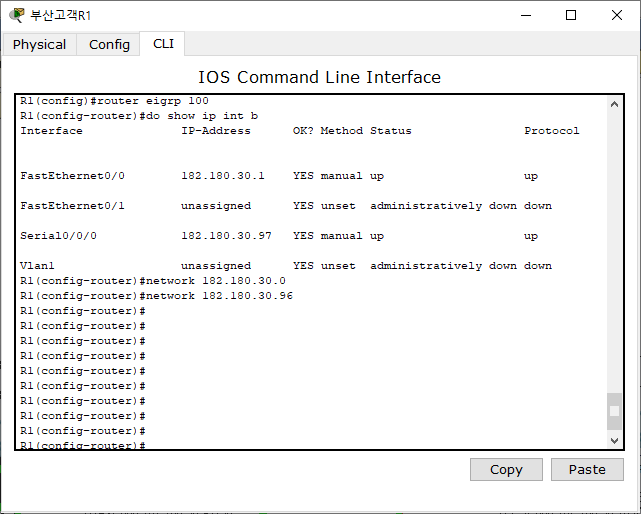 부산고객R1
Physical Config CLI
IOS Command Line Interface
R1(config)#router eigrp 100
R1(config-router)#do show ip int b
Interface IP-Address OK? Method Status Protocol
FastEthernet0/0 182.180.30.1 YES manual up up
FastEthernet0/1 unassigned YES unset administratively down down
Serial0/0/0 182.180.30.97 YES manual up up
Vlan1 unassigned YES unset administratively down down
R1(config-router)#network 182.180.30.0
R1(config-router)#network 182.180.30.96
R1(config-router)#
R1(config-router)#
R1(config-router)#
R1(config-router)#
R1(config-router)#
R1(config-router)#
R1(config-router)#
R1(config-router)#
R1(config-router)#
R1(config-router)#
Copy Paste